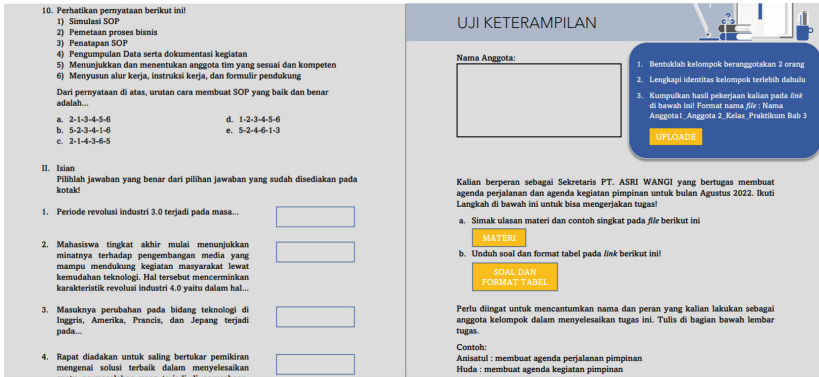 10. Perhatikan pernyataan berikut ini!
1) Simulasi SOP
2) Pemetaan proses bisnis
3) Penatapan SOP
4) Pengumpulan Data serta dokumentasi kegiatan
5) Menunjukkan dan menentukan anggota tim yang sesuai dan kompeten
6) Menyusun alur kerja, instruksi kerja, dan formulir pendukung
Dari pernyataan di atas, urutan cara membuat SOP yang baik dan benar
adalah...
a. 2-1-3-4-5-6
d. 1-2-3-4-5-6
b. 5-2-3-4-1-6
e. 5-2-4-6-1-3
c. 2-1-4-3-6-5
II. Isian
Pilihlah jawaban yang benar dari pilihan jawaban yang sudah disediakan pada
kotak!
1. Periode revolusi industri 3.0 terjadi pada masa...
2. Mahasiswa tingkat akhir mulai menunjukkan
minatnya terhadap pengembangan media yang
mampu mendukung kegiatan masyarakat lewat
kemudahan teknologi. Hal tersebut mencerminkan
karakteristik revolusi industri 4.0 yaitu dalam hal...
3. Masuknya perubahan pada bidang teknologi di
Inggris, Amerika, Prancis, dan Jepang terjadi
pada...
4. Rapat diadakan untuk saling bertukar pemikiran
mengenai solusi terbaik dalam menyelesaikan
UJI KETERAMPILAN
Nama Anggota:
1. Bentuklah kelompok beranggotakan 2 orang
2. Lengkapi identitas kelompok terlebih dahulu
3. Kumpulkan hasil pekerjaan kalian pada link
di bawah ini! Format nama file : Nama
Anggota1_Anggota 2_Kelas_Praktikum Bab 3
UPLOADE
Kalian berperan sebagai Sekretaris PT. ASRI WANGI yang bertugas membuat
agenda perjalanan dan agenda kegiatan pimpinan untuk bulan Agustus 2022. Ikuti
Langkah di bawah ini untuk bisa mengerjakan tugas!
a. Simak ulasan materi dan contoh singkat pada file berikut ini
MATERI
b. Unduh soal dan format tabel pada link berikut ini!
SOAL DAN
FORMAT TABEL
Perlu diingat untuk mencantumkan nama dan peran yang kalian lakukan sebagai
anggota kelompok dalam menyelesaikan tugas ini. Tulis di bagian bawah lembar
tugas.
Contoh:
Anisatul : membuat agenda perjalanan pimpinan
Huda : membuat agenda kegiatan pimpinan